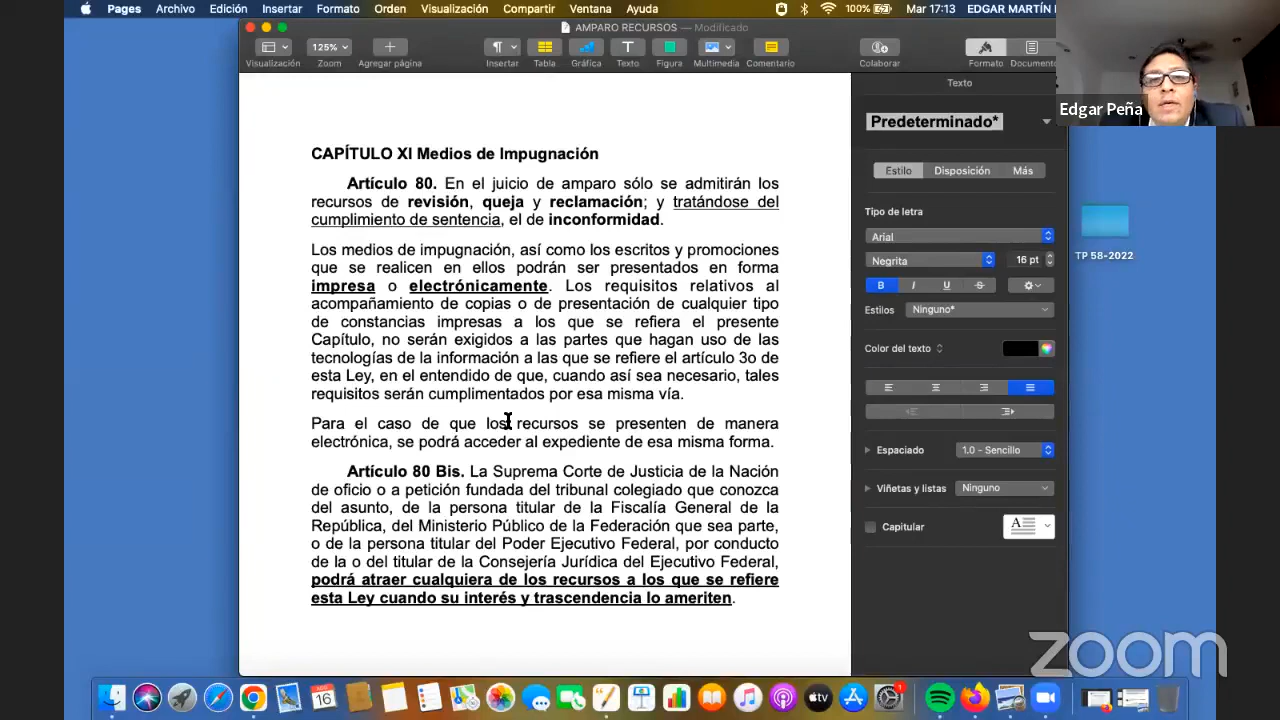 Pages Archivo Edición Insertar Formato Orden Visualización Compartir Ventana Ayuda 100% Mar 17:13 EDGAR MARTÍN
AMPARO RECURSOS — Modificado
125%
Visualización Zoom Agregar página Insertar Tabla Gráfica Texto Figura Multimedia Comentario Colaborar Formato Documento
Edgar Peña
Texto
Predeterminado*
Estilo Disposición Más
Tipo de letra
Arial
Negrita 16 pt
B I U S
Estilos Ninguno*
Color del texto
Espaciado 1.0 - Sencillo
Viñetas y listas Ninguno
Capitular A
TP 58-2022
CAPÍTULO XI Medios de Impugnación
Artículo 80. En el juicio de amparo sólo se admitirán los
recursos de revisión, queja y reclamación; y tratándose del
cumplimiento de sentencia, el de inconformidad.
Los medios de impugnación, así como los escritos y promociones
que se realicen en ellos podrán ser presentados en forma
impresa o electrónicamente. Los requisitos relativos al
acompañamiento de copias o de presentación de cualquier tipo
de constancias impresas a los que se refiera el presente
Capítulo, no serán exigidos a las partes que hagan uso de las
tecnologías de la información a las que se refiere el artículo 3o de
esta Ley, en el entendido de que, cuando así sea necesario, tales
requisitos serán cumplimentados por esa misma vía.
Para el caso de que los recursos se presenten de manera
electrónica, se podrá acceder al expediente de esa misma forma.
Artículo 80 Bis. La Suprema Corte de Justicia de la Nación
de oficio o a petición fundada del tribunal colegiado que conozca
del asunto, de la persona titular de la Fiscalía General de la
República, del Ministerio Público de la Federación que sea parte,
o de la persona titular del Poder Ejecutivo Federal, por conducto
de la o del titular de la Consejería Jurídica del Ejecutivo Federal,
podrá atraer cualquiera de los recursos a los que se refiere
esta Ley cuando su interés y trascendencia lo ameriten.
zoom
16
tv
1